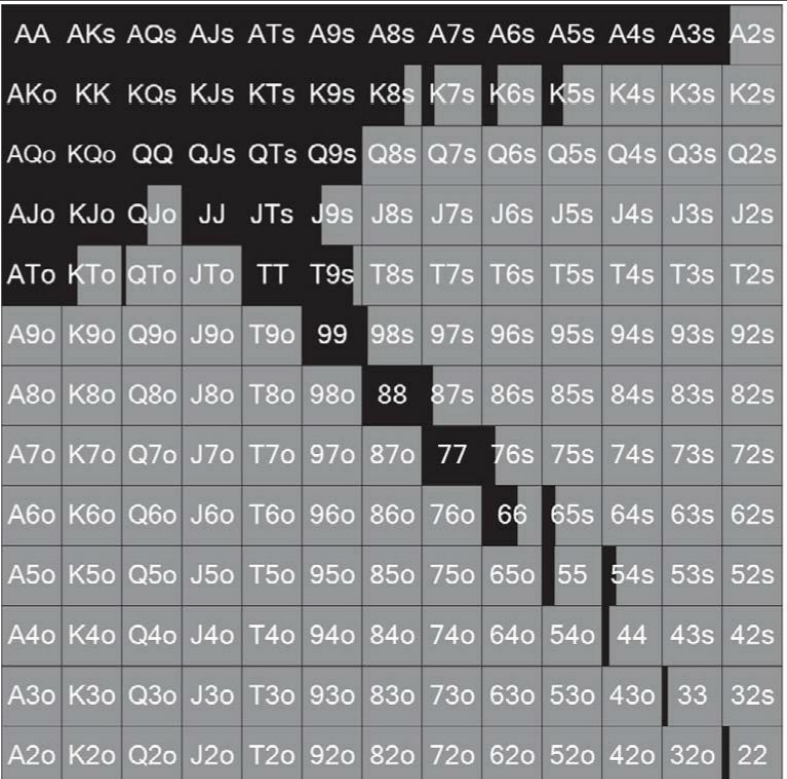 AA AKs AQs AJs ATs A9s A8s A7s A6s A5s A4s A3s A2s
AKo KK KQs KJs KTs K9s K8s K7s K6s K5s K4s K3s K2s
AQo KQo QQ QJs QTs Q9s Q8s Q7s Q6s Q5s Q4s Q3s Q2s
AJo KJo QJo JJ JTs J9s J8s J7s J6s J5s J4s J3s J2s
ATo KTo QTo JTo TT T9s T8s T7s T6s T5s T4s T3s T2s
A9o K9o Q9o J9o T9o 99 98s 97s 96s 95s 94s 93s 92s
A8o K8o Q8o J8o T8o 98o 88 87s 86s 85s 84s 83s 82s
A7o K7o Q7o J7o T7o 97o 87o 77 76s 75s 74s 73s 72s
A6o K6o Q6o J6o T6o 96o 86o 76o 66 65s 64s 63s 62s
A5o K5o Q5o J5o T5o 95o 85o 75o 65o 55 54s 53s 52s
A4o K4o Q4o J4o T4o 94o 84o 74o 64o 54o 44 43s 42s
A3o K3o Q3o J3o T3o 93o 83o 73o 63o 53o 43o 33 32s
A2o K2o Q2o J2o T2o 92o 82o 72o 62o 52o 42o 32o 22